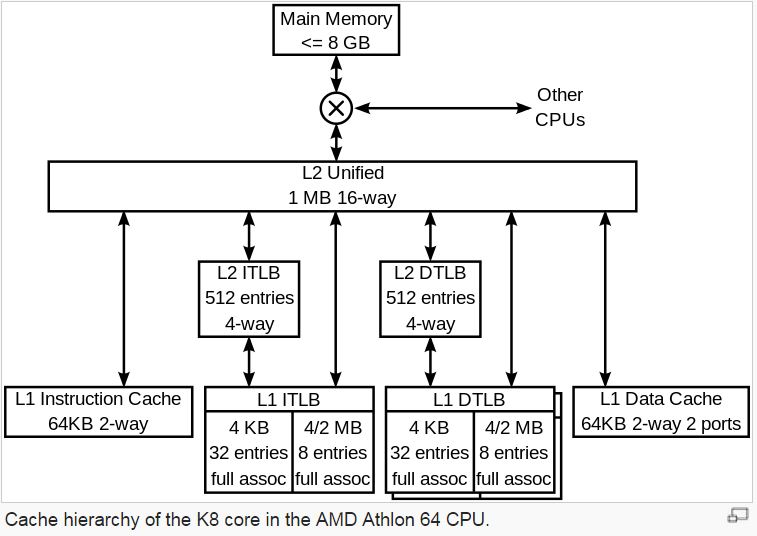 Main Memory
<= 8 GB
Other
CPUs
L2 Unified
1 MB 16-way
L2 ITLB
512 entries
4-way
L2 DTLB
512 entries
4-way
L1 Instruction Cache
64KB 2-way
L1 ITLB
4 KB
32 entries
full assoc
4/2 MB
8 entries
full assoc
L1 DTLB
4 KB
32 entries
full assoc
4/2 MB
8 entries
full assoc
L1 Data Cache
64KB 2-way 2 ports
Cache hierarchy of the K8 core in the AMD Athlon 64 CPU.